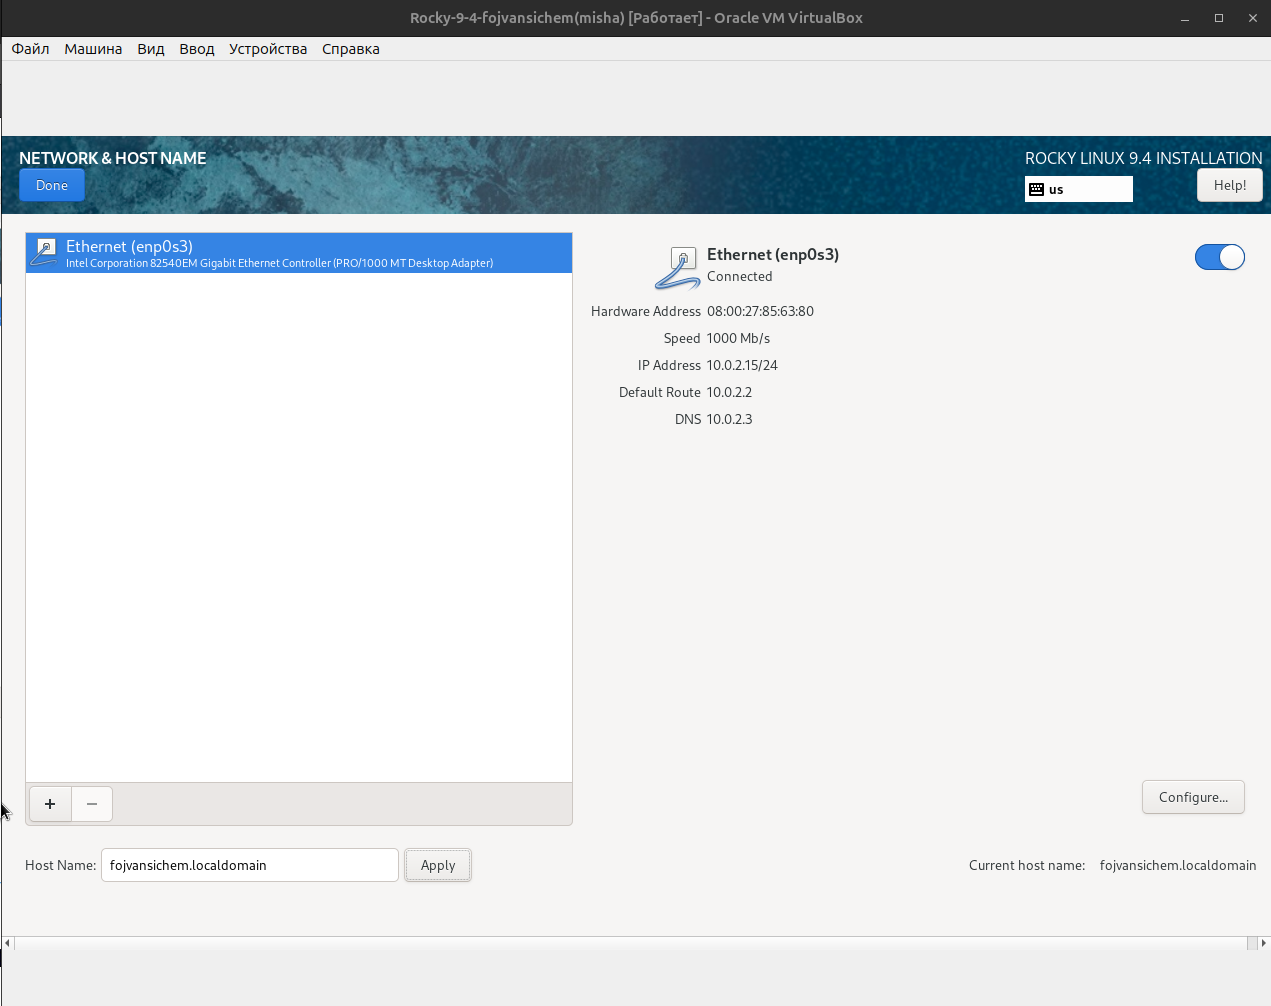 Rocky-9-4-fojvansichem(misha) [Работает] - Oracle VM VirtualBox
Файл Машина Вид Ввод Устройства Справка
NETWORK & HOST NAME
ROCKY LINUX 9.4 INSTALLATION
Done
us
Help!
Ethernet (enp0s3)
Intel Corporation 82540EM Gigabit Ethernet Controller (PRO/1000 MT Desktop Adapter)
Ethernet (enp0s3)
Connected
Hardware Address 08:00:27:85:63:80
Speed 1000 Mb/s
IP Address 10.0.2.15/24
Default Route 10.0.2.2
DNS 10.0.2.3
+ −
Configure...
Host Name: fojvansichem.localdomain Apply
Current host name: fojvansichem.localdomain